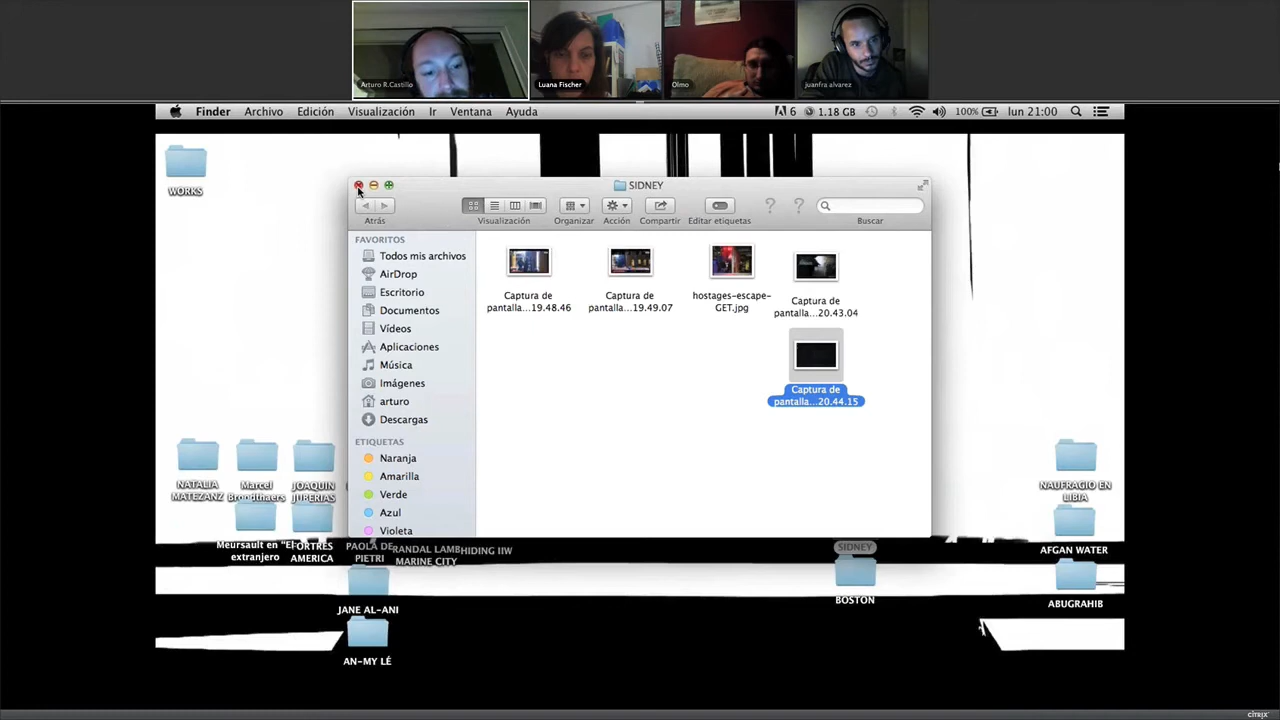 Arturo R.Castillo
Luana Fischer
Olmo
juanfra alvarez
Finder Archivo Edición Visualización Ir Ventana Ayuda
6 1.18 GB 100% lun 21:00
WORKS
SIDNEY
Atrás Visualización Organizar Acción Compartir Editar etiquetas Buscar
FAVORITOS
Todos mis archivos
AirDrop
Escritorio
Documentos
Vídeos
Aplicaciones
Música
Imágenes
arturo
Descargas
ETIQUETAS
Naranja
Amarilla
Verde
Azul
Violeta
Captura de
pantalla...19.48.46
Captura de
pantalla...19.49.07
hostages-escape-
GET.jpg
Captura de
pantalla...20.43.04
Captura de
pantalla...20.44.15
NATALIA
MATEZANZ
Marcel
Broodthaers
JOAQUIN
JUBERIAS
Meursault en "El
extranjero
FORTRES
AMERICA
PAOLA DE
PIETRI
RANDAL LAMB
MARINE CITY
HIDING IIW
JANE AL-ANI
AN-MY LÉ
SIDNEY
BOSTON
NAUFRAGIO EN
LIBIA
AFGAN WATER
ABUGRAHIB
CITRIX